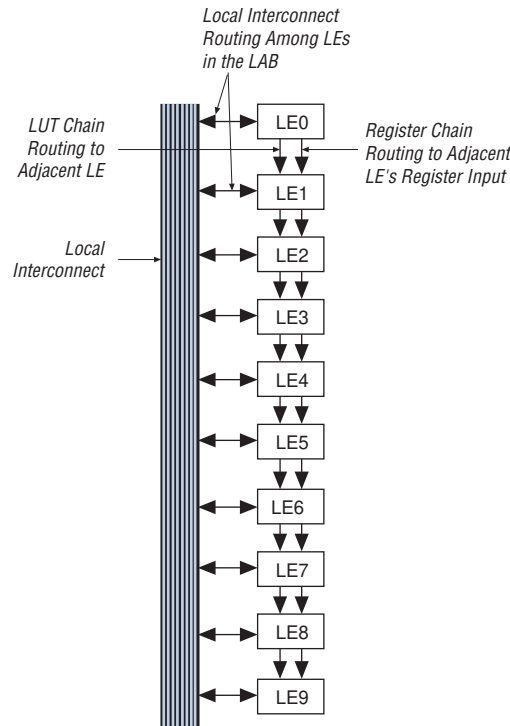 Local Interconnect
Routing Among LEs
in the LAB
LUT Chain
Routing to
Adjacent LE
Register Chain
Routing to Adjacent
LE's Register Input
Local
Interconnect
LE0
LE1
LE2
LE3
LE4
LE5
LE6
LE7
LE8
LE9